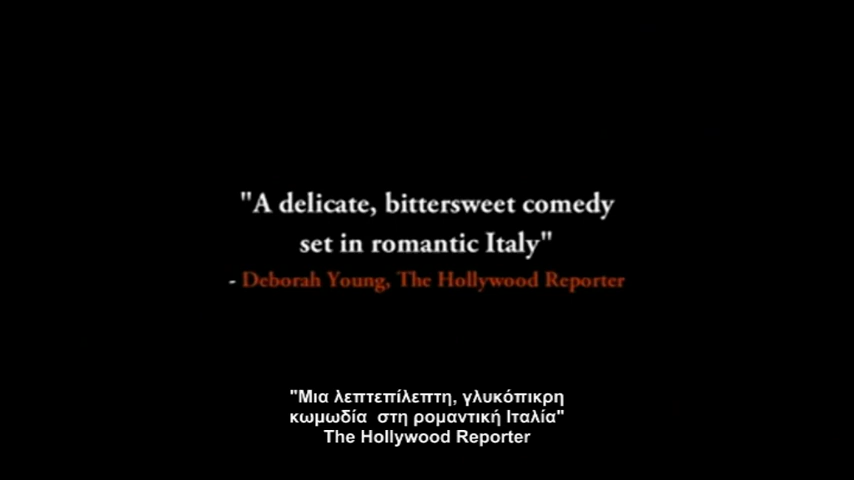 "A delicate, bittersweet comedy
set in romantic Italy"
- Deborah Young, The Hollywood Reporter
"Μια λεπτεπίλεπτη, γλυκόπικρη
κωμωδία  στη ρομαντική Ιταλία"
The Hollywood Reporter